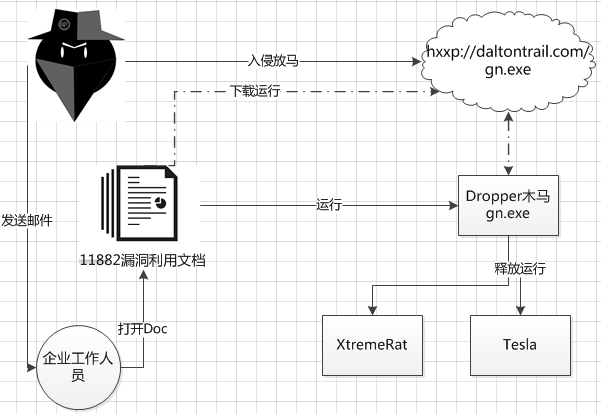 入侵放马
hxxp://daltontrail.com/
gn.exe
下载运行
发送邮件
11882漏洞利用文档
运行
Dropper木马
gn.exe
释放运行
打开Doc
企业工作人
员
XtremeRat
Tesla